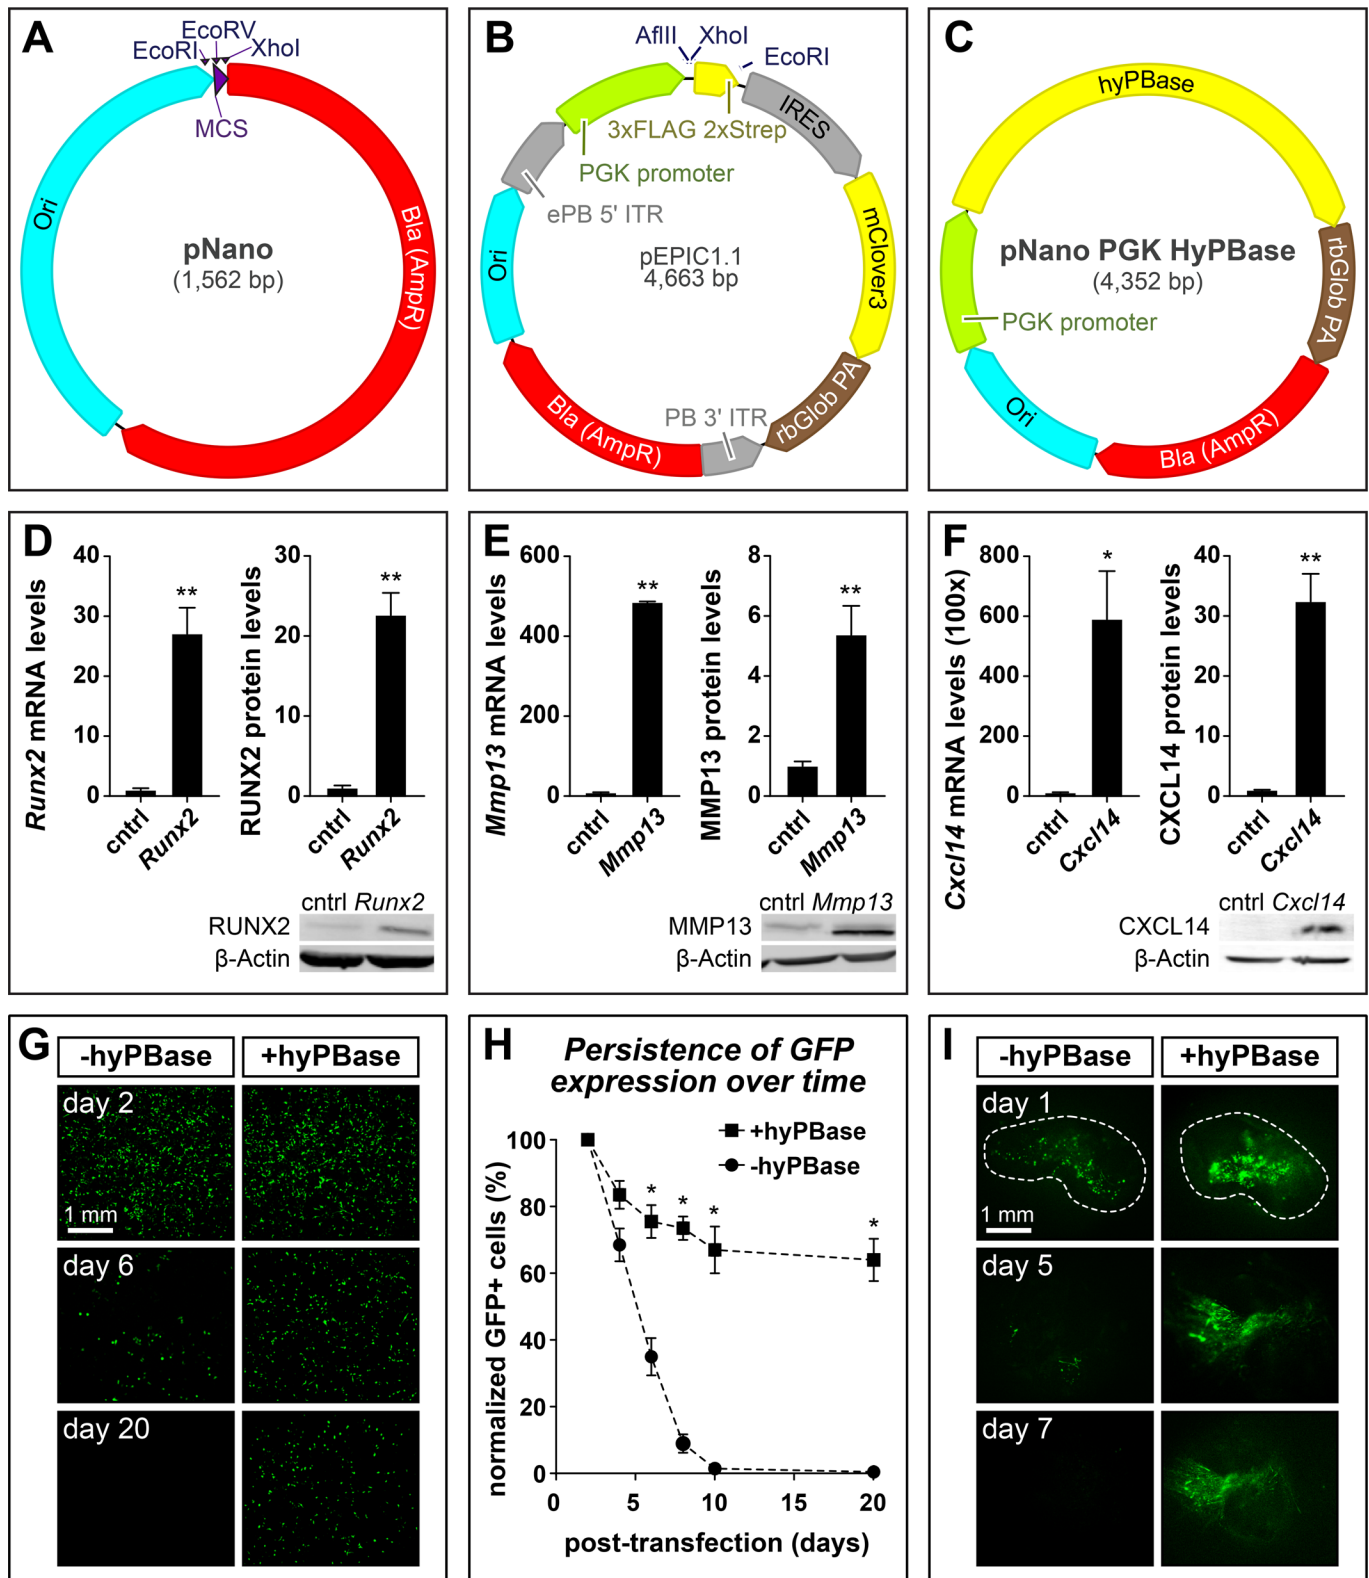 A
EcoRV
EcoRI
XhoI
MCS
Ori
Bla (AmpR)
pNano
(1,562 bp)
B
AflII
XhoI
EcoRI
IRES
3xFLAG 2xStrep
PGK promoter
ePB 5' ITR
Ori
pEPIC1.1
4,663 bp
mClover3
rbGlob PA
PB 3' ITR
Bla (AmpR)
C
hyPBase
pNano PGK HyPBase
(4,352 bp)
rbGlob PA
PGK promoter
Ori
Bla (AmpR)
D
Runx2 mRNA levels
40
30
20
10
0
**
cntrl
Runx2
RUNX2 protein levels
30
20
10
0
**
cntrl
Runx2
cntrl Runx2
RUNX2
β-Actin
E
Mmp13 mRNA levels
600
400
200
0
**
cntrl
Mmp13
MMP13 protein levels
8
6
4
2
0
**
cntrl
Mmp13
cntrl Mmp13
MMP13
β-Actin
F
Cxcl14 mRNA levels (100x)
800
600
400
200
0
*
cntrl
Cxcl14
CXCL14 protein levels
40
30
20
10
0
**
cntrl
Cxcl14
cntrl Cxcl14
CXCL14
β-Actin
G
-hyPBase
+hyPBase
day 2
1 mm
day 6
day 20
H
Persistence of GFP
expression over time
+hyPBase
-hyPBase
normalized GFP+ cells (%)
100
80
60
40
20
0
* * * *
0 5 10 15 20
post-transfection (days)
I
-hyPBase
+hyPBase
day 1
1 mm
day 5
day 7